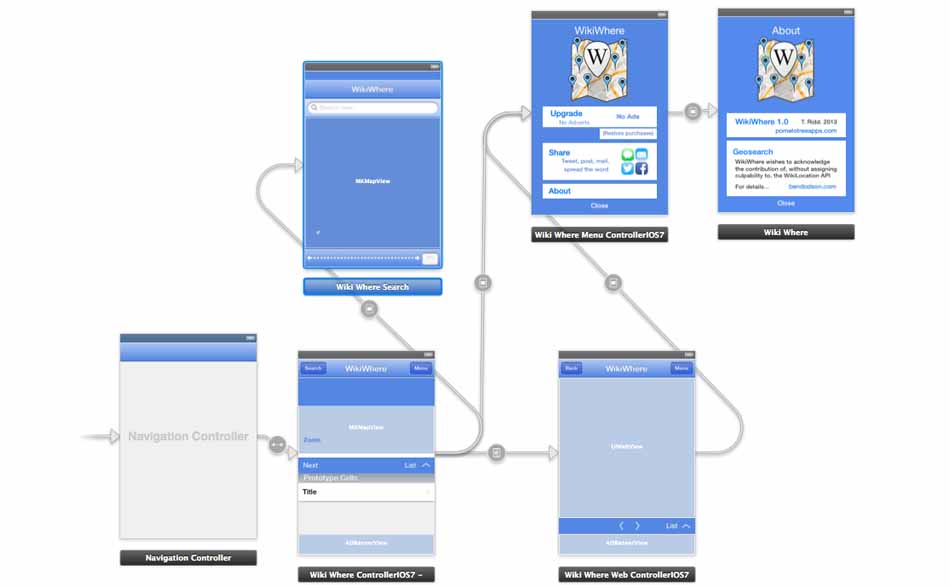 WikiWhere
MKMapView
Wiki Where Search
WikiWhere
W
Upgrade
No Adverts
No Ads
(Restore purchases)
Share
Tweet, post, mail,
spread the word
About
Close
Wiki Where Menu ControllerIOS7
About
W
WikiWhere 1.0
T. Ridd. 2013
pomelotreeapps.com
Geosearch
WikiWhere wishes to acknowledge
the contribution of, without assigning
culpability to, the WikiLocation API
For details...
bendodson.com
Close
Wiki Where
Navigation Controller
Navigation Controller
Search
WikiWhere
Menu
MKMapView
Zoom
Next
List
Prototype Cells
Title
ADBannerView
Wiki Where ControllerIOS7 –
Back
WikiWhere
Menu
UIWebView
List
ADBannerView
Wiki Where Web ControllerIOS7